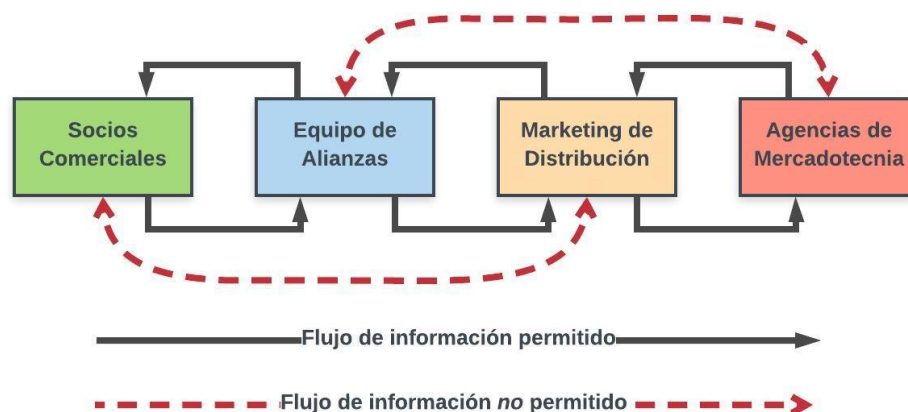 Socios
Comerciales
Equipo de
Alianzas
Marketing de
Distribución
Agencias de
Mercadotecnia
Flujo de información permitido
Flujo de información no permitido